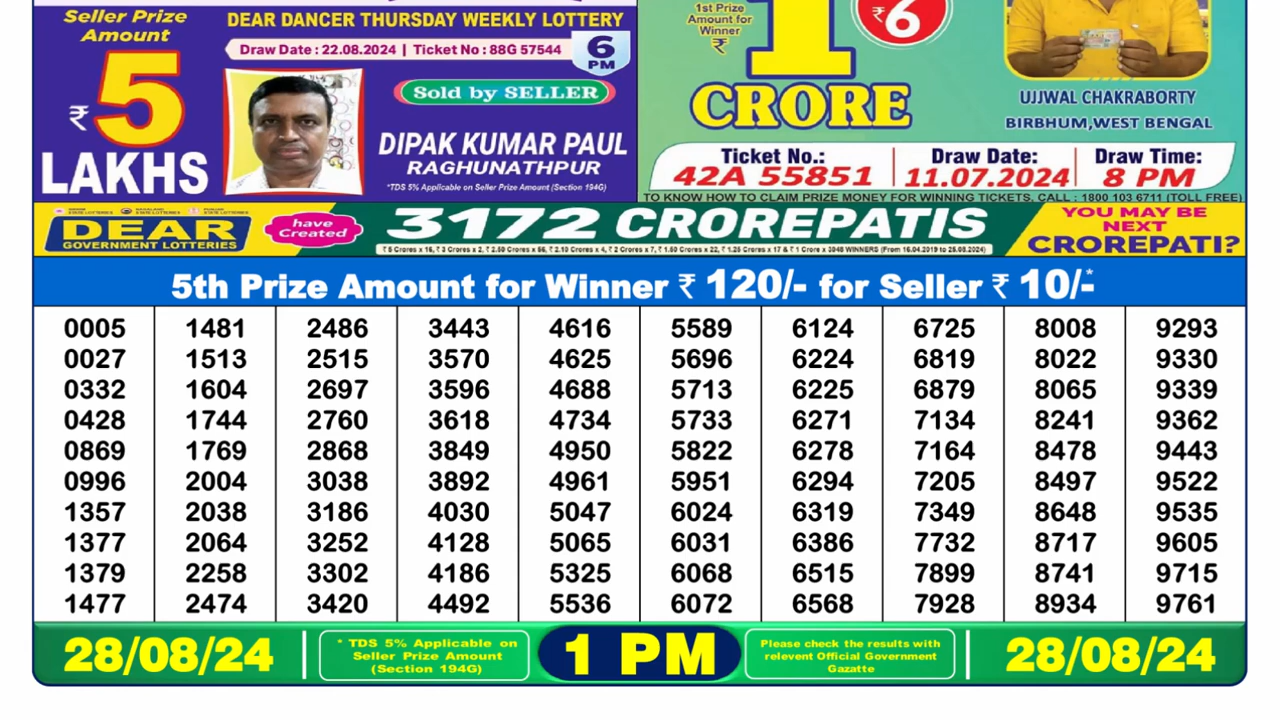 Seller Prize
Amount
₹5
LAKHS
DEAR DANCER THURSDAY WEEKLY LOTTERY
Draw Date : 22.08.2024 | Ticket No : 88G 57544
6
PM
Sold by SELLER
DIPAK KUMAR PAUL
RAGHUNATHPUR
*TDS 5% Applicable on Seller Prize Amount (Section 194G)
1st Prize
Amount for
Winner
₹
1
CRORE
₹6
UJJWAL CHAKRABORTY
BIRBHUM,WEST BENGAL
Ticket No.:
42A 55851
Draw Date:
11.07.2024
Draw Time:
8 PM
TO KNOW HOW TO CLAIM PRIZE MONEY FOR WINNING TICKETS, CALL : 1800 103 6711 (TOLL FREE)
DEAR
GOVERNMENT LOTTERIES
have
Created
3172 CROREPATIS
YOU MAY BE
NEXT
CROREPATI?
5th Prize Amount for Winner ₹ 120/- for Seller ₹ 10/-*
0005 1481 2486 3443 4616 5589 6124 6725 8008 9293
0027 1513 2515 3570 4625 5696 6224 6819 8022 9330
0332 1604 2697 3596 4688 5713 6225 6879 8065 9339
0428 1744 2760 3618 4734 5733 6271 7134 8241 9362
0869 1769 2868 3849 4950 5822 6278 7164 8478 9443
0996 2004 3038 3892 4961 5951 6294 7205 8497 9522
1357 2038 3186 4030 5047 6024 6319 7349 8648 9535
1377 2064 3252 4128 5065 6031 6386 7732 8717 9605
1379 2258 3302 4186 5325 6068 6515 7899 8741 9715
1477 2474 3420 4492 5536 6072 6568 7928 8934 9761
28/08/24
* TDS 5% Applicable on
Seller Prize Amount
(Section 194G)
1 PM
Please check the results with
relevent Official Government
Gazatte
28/08/24